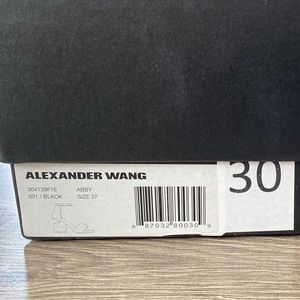 ALEXANDER WANG
304139F16 ABBY
001 / BLACK SIZE 37
8 87032 80030 9
30